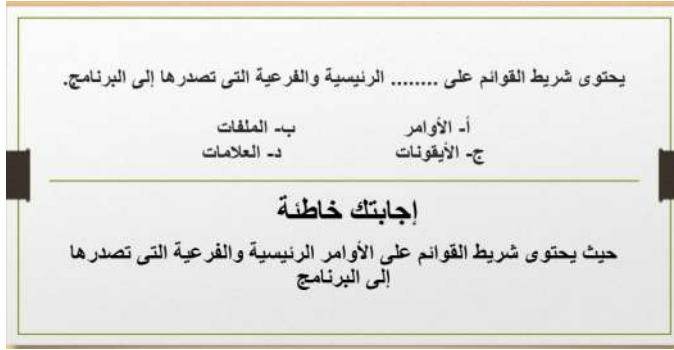 يحتوى شريط القوائم على ........ الرئيسية والفرعية التى تصدرها إلى البرنامج.
أ- الأوامر ب- الملفات
ج- الأيقونات د- العلامات
إجابتك خاطئة
حيث يحتوى شريط القوائم على الأوامر الرئيسية والفرعية التى تصدرها
إلى البرنامج